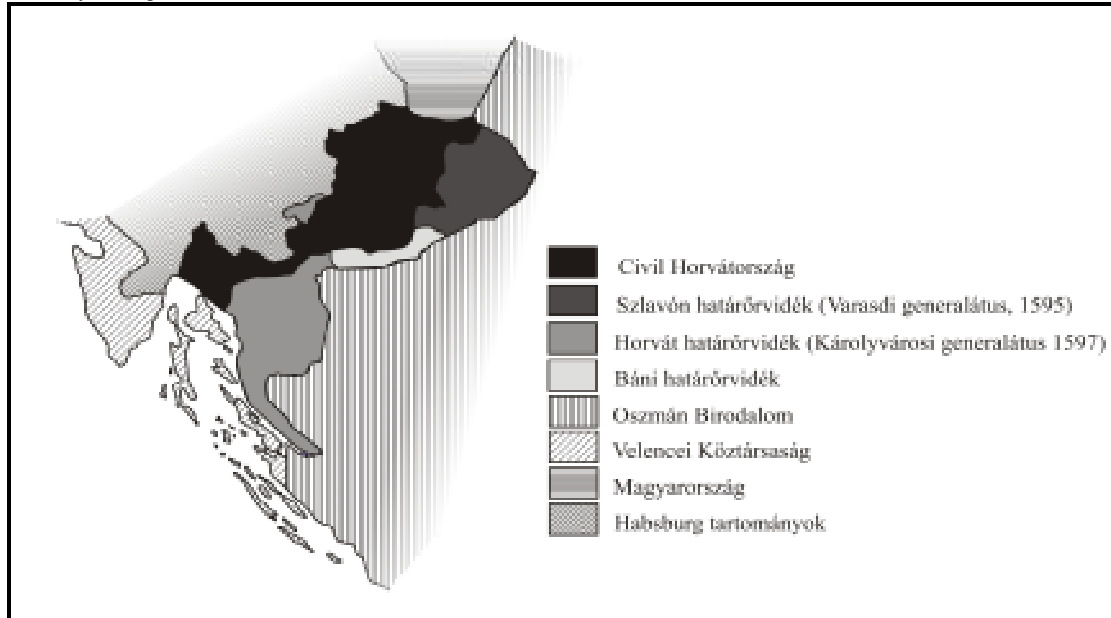 Civil Horvátország
Szlavón határőrvidék (Varasdi generalátus, 1595)
Horvát határőrvidék (Károlyvárosi generalátus 1597)
Báni határőrvidék
Oszmán Birodalom
Velencei Köztársaság
Magyarország
Habsburg tartományok